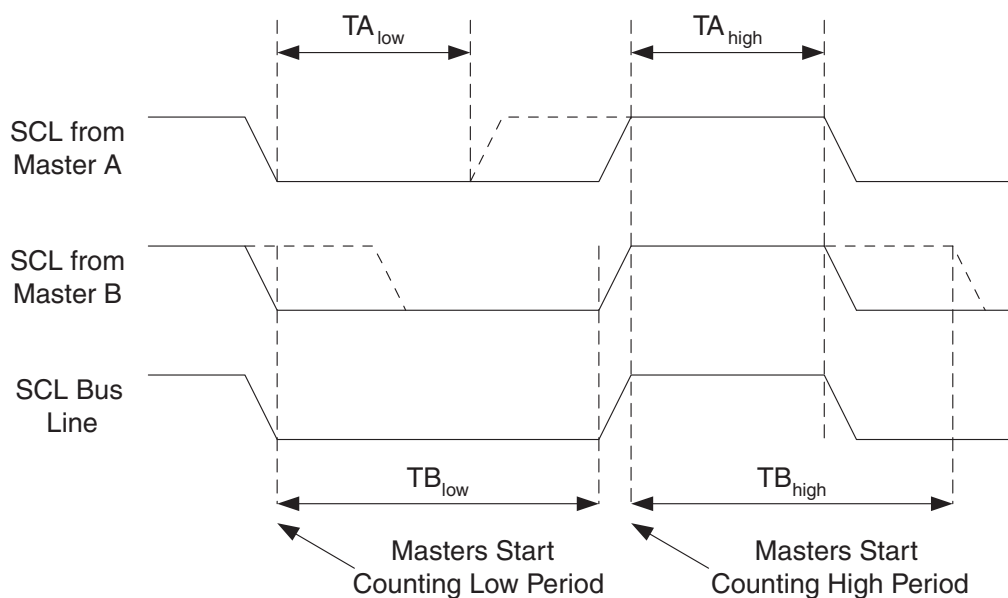 TA low
TA high
SCL from
Master A
SCL from
Master B
SCL Bus
Line
TB low
TB high
Masters Start
Counting Low Period
Masters Start
Counting High Period